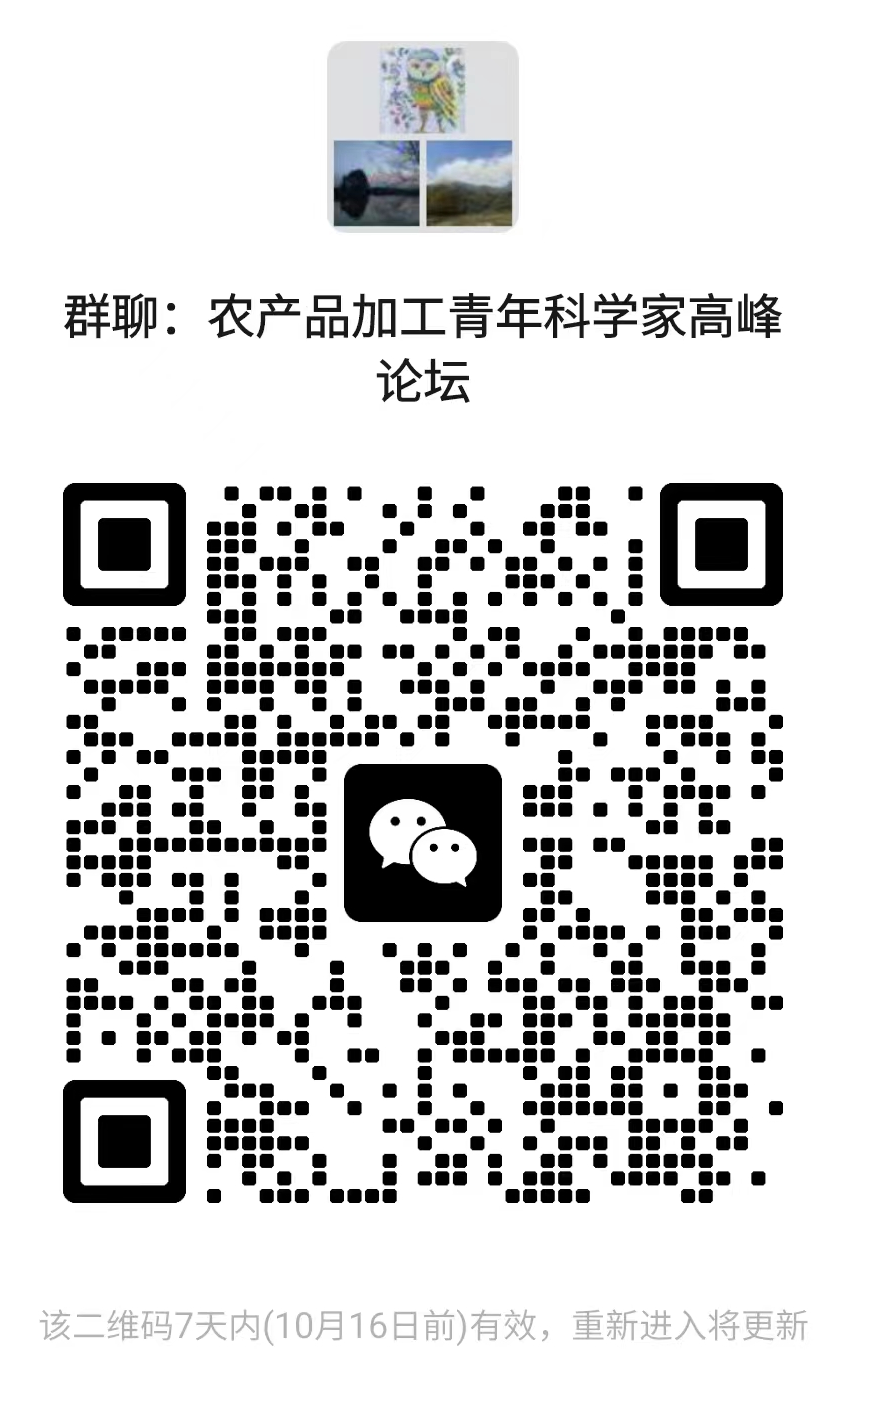 群聊：农产品加工青年科学家高峰
论坛
该二维码7天内(10月16日前)有效，重新进入将更新